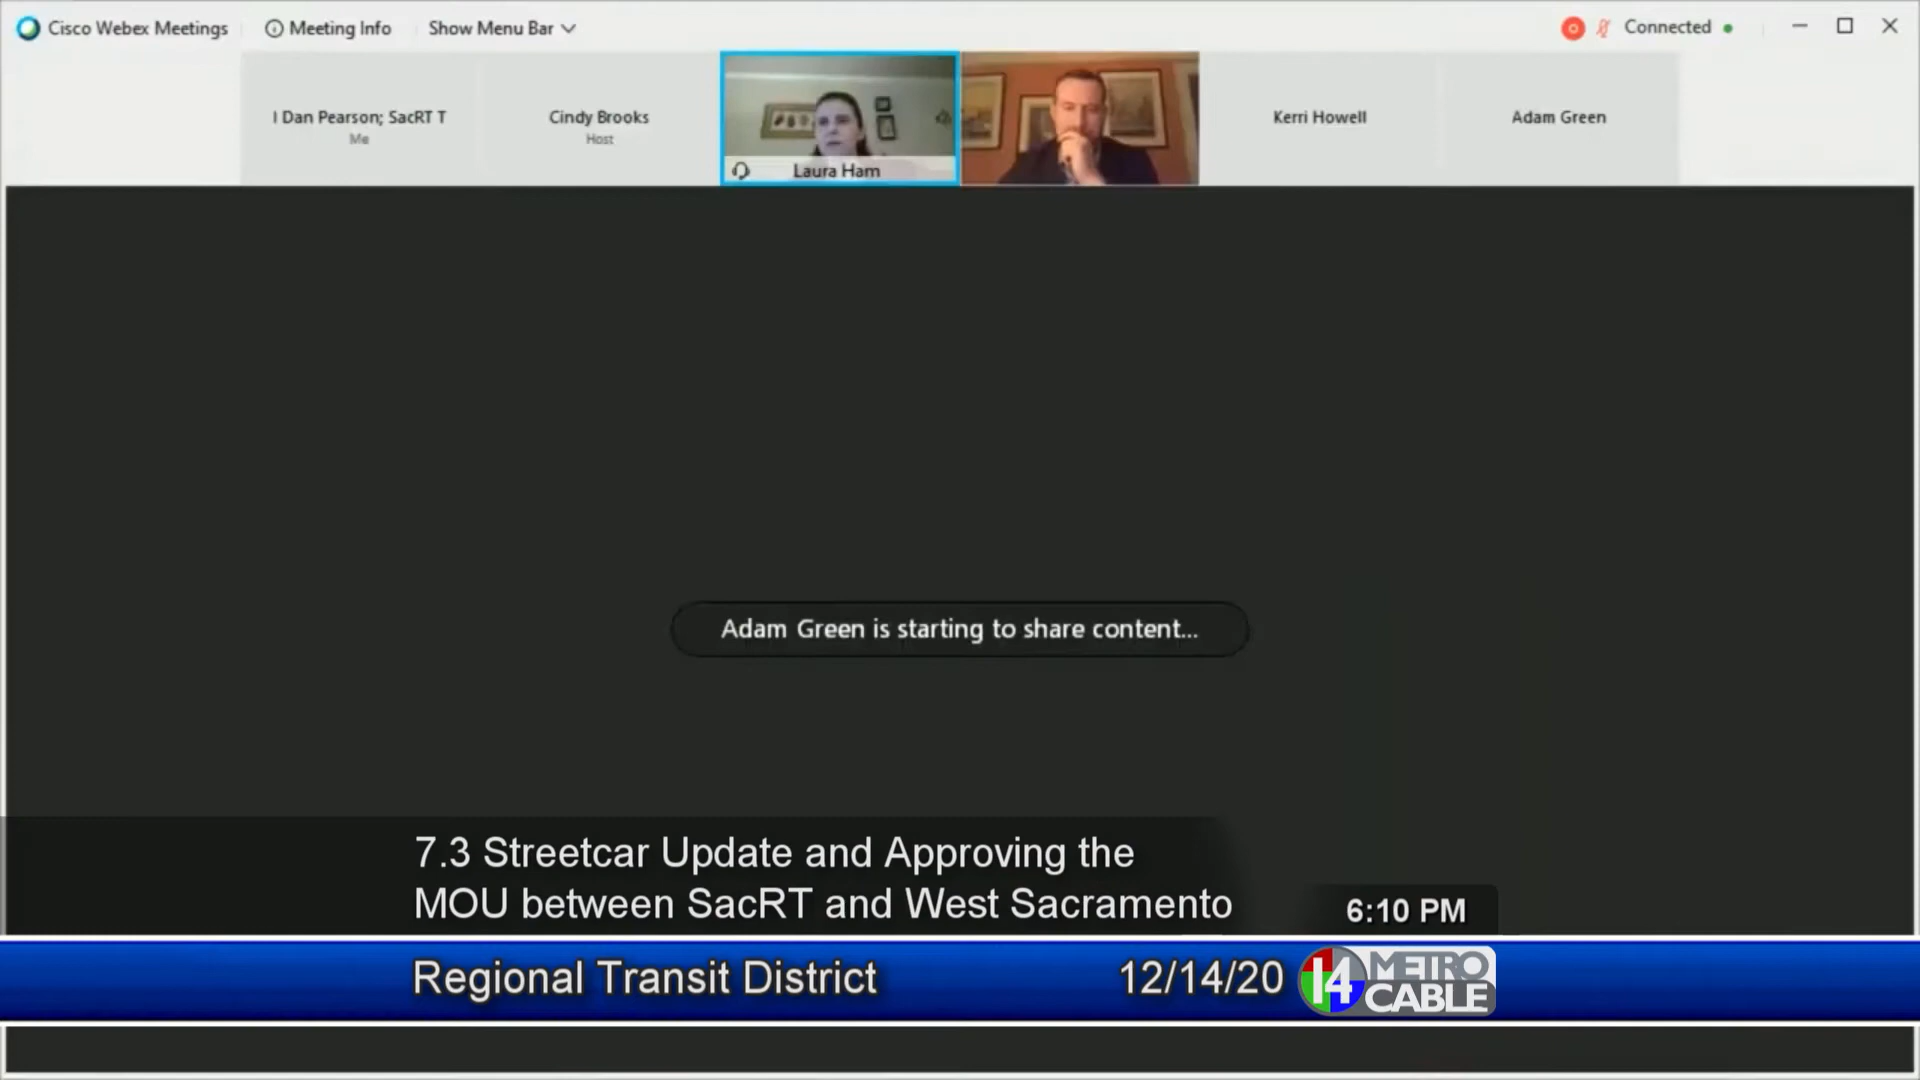 Cisco Webex Meetings
Meeting Info
Show Menu Bar
Connected
I Dan Pearson; SacRT T
Me
Cindy Brooks
Host
Laura Ham
Kerri Howell
Adam Green
Adam Green is starting to share content...
7.3 Streetcar Update and Approving the
MOU between SacRT and West Sacramento
6:10 PM
Regional Transit District
12/14/20
14 METRO
CABLE